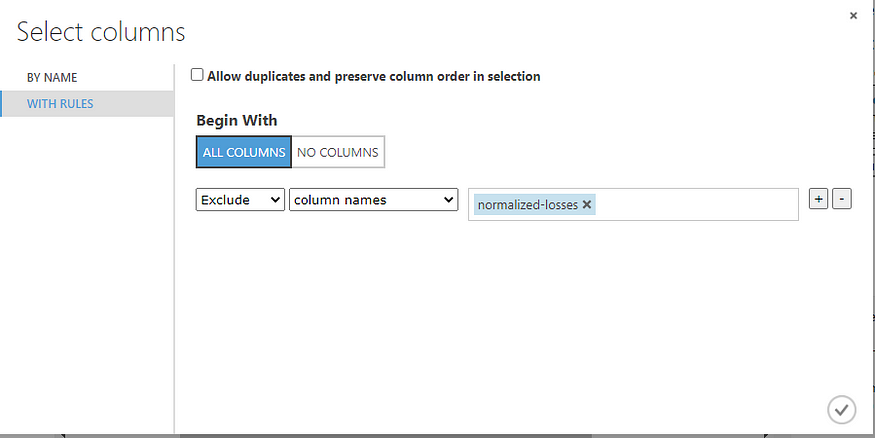 Select columns
×
BY NAME
WITH RULES
Allow duplicates and preserve column order in selection
Begin With
ALL COLUMNS NO COLUMNS
Exclude column names normalized-losses × + -